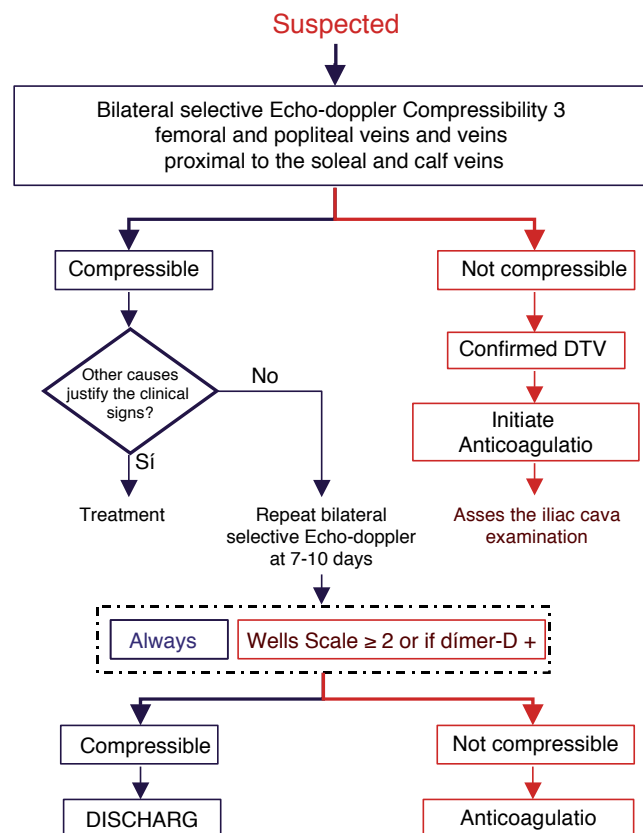 Suspected
Bilateral selective Echo-doppler Compressibility 3
femoral and popliteal veins and veins
proximal to the soleal and calf veins
Compressible
Not compressible
Other causes
justify the clinical
signs?
No
Sí
Confirmed DTV
Initiate
Anticoagulatio
Treatment
Repeat bilateral
selective Echo-doppler
at 7-10 days
Asses the iliac cava
examination
Always
Wells Scale ≥ 2 or if dímer-D +
Compressible
Not compressible
DISCHARG
Anticoagulatio